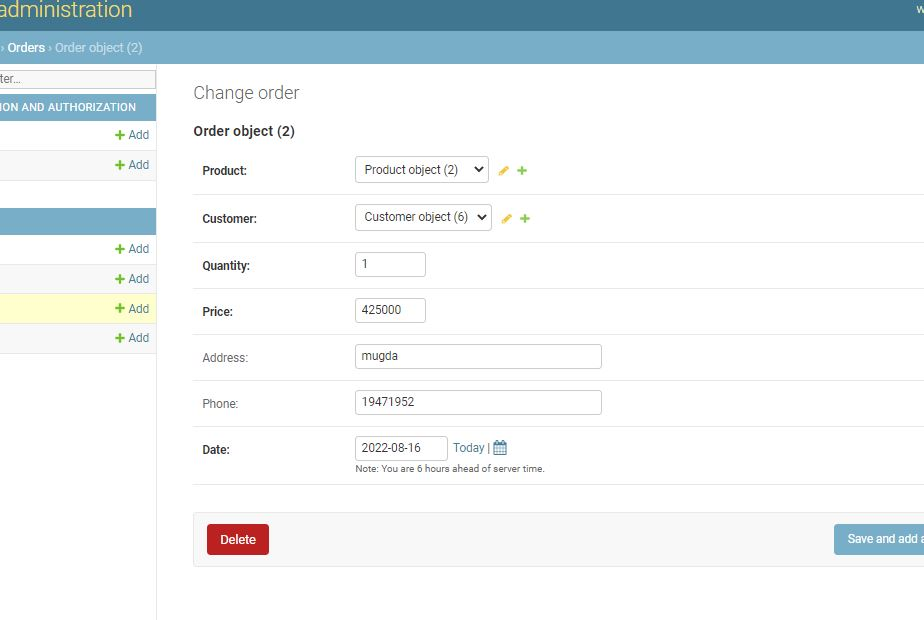 administration
W
› Orders › Order object (2)
ter...
ION AND AUTHORIZATION
+ Add
+ Add
+ Add
+ Add
+ Add
+ Add
Change order
Order object (2)
Product: Product object (2)
Customer: Customer object (6)
Quantity: 1
Price: 425000
Address: mugda
Phone: 19471952
Date: 2022-08-16 Today |
Note: You are 6 hours ahead of server time.
Delete Save and add a